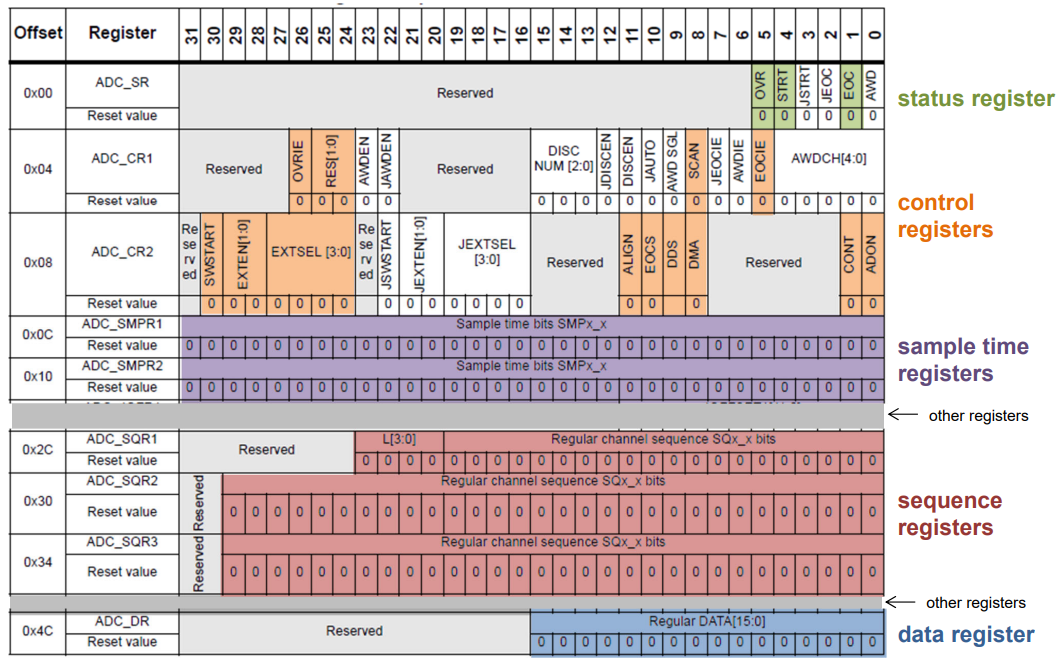 Offset Register 31 30 29 28 27 26 25 24 23 22 21 20 19 18 17 16 15 14 13 12 11 10 9 8 7 6 5 4 3 2 1 0
0x00 ADC_SR Reserved OVR STRT JSTRT JEOC EOC AWD
Reset value 0 0 0 0 0 0
status register
0x04 ADC_CR1 Reserved OVRIE RES[1:0] AWDEN JAWDEN Reserved DISC NUM [2:0] JDISCEN DISCEN JAUTO AWD SGL SCAN JEOCIE AWDIE EOCIE AWDCH[4:0]
Reset value 0 0 0 0 0 0 0 0 0 0 0 0 0 0 0 0 0 0 0 0 0
control
registers
0x08 ADC_CR2 Re se rv ed SWSTART EXTEN[1:0] EXTSEL [3:0] Re se rv ed JSWSTART JEXTEN[1:0] JEXTSEL [3:0] Reserved ALIGN EOCS DDS DMA Reserved CONT ADON
Reset value 0 0 0 0 0 0 0 0 0 0 0 0 0 0 0 0 0 0 0 0
0x0C ADC_SMPR1 Sample time bits SMPx_x
Reset value 0 0 0 0 0 0 0 0 0 0 0 0 0 0 0 0 0 0 0 0 0 0 0 0 0 0 0 0 0 0 0 0
sample time
registers
0x10 ADC_SMPR2 Sample time bits SMPx_x
Reset value 0 0 0 0 0 0 0 0 0 0 0 0 0 0 0 0 0 0 0 0 0 0 0 0 0 0 0 0 0 0 0 0
other registers
0x2C ADC_SQR1 Reserved L[3:0] Regular channel sequence SQx_x bits
Reset value 0 0 0 0 0 0 0 0 0 0 0 0 0 0 0 0 0 0 0 0 0 0 0 0
0x30 ADC_SQR2 Reserved Regular channel sequence SQx_x bits
Reset value 0 0 0 0 0 0 0 0 0 0 0 0 0 0 0 0 0 0 0 0 0 0 0 0 0 0 0 0 0 0
sequence
registers
0x34 ADC_SQR3 Reserved Regular channel sequence SQx_x bits
Reset value 0 0 0 0 0 0 0 0 0 0 0 0 0 0 0 0 0 0 0 0 0 0 0 0 0 0 0 0 0 0
other registers
0x4C ADC_DR Reserved Regular DATA[15:0]
Reset value 0 0 0 0 0 0 0 0 0 0 0 0 0 0 0 0
data register